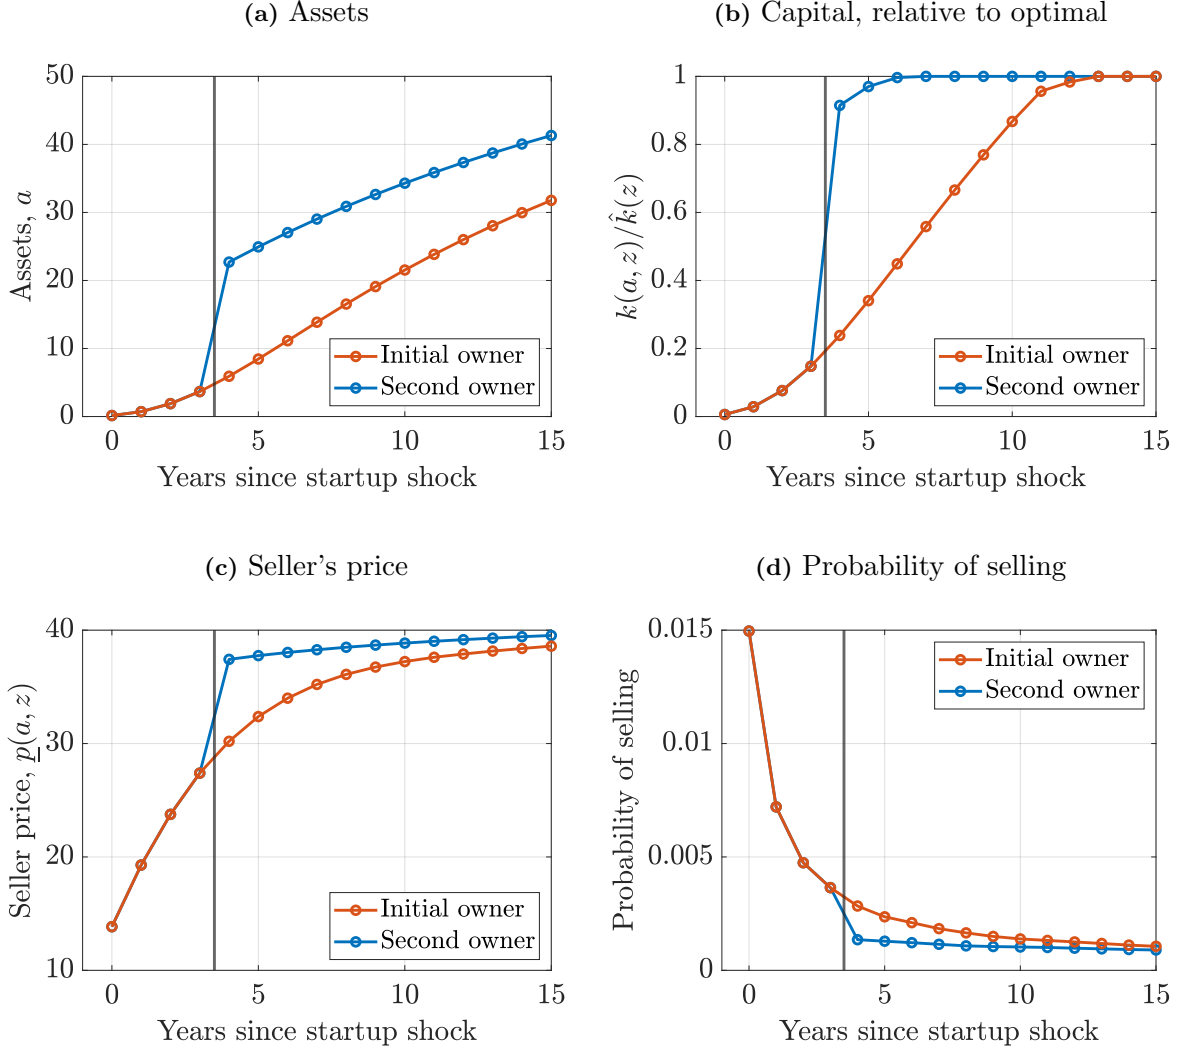 (a) Assets
50
40
30
20
10
0
0
5
10
15
Assets, a
Years since startup shock
Initial owner
Second owner
(b) Capital, relative to optimal
1
0.8
0.6
0.4
0.2
0
0
5
10
15
k(a, z)/k̂(z)
Years since startup shock
Initial owner
Second owner
(c) Seller's price
40
30
20
10
0
5
10
15
Seller price, p̲(a, z)
Years since startup shock
Initial owner
Second owner
(d) Probability of selling
0.015
0.01
0.005
0
0
5
10
15
Probability of selling
Years since startup shock
Initial owner
Second owner